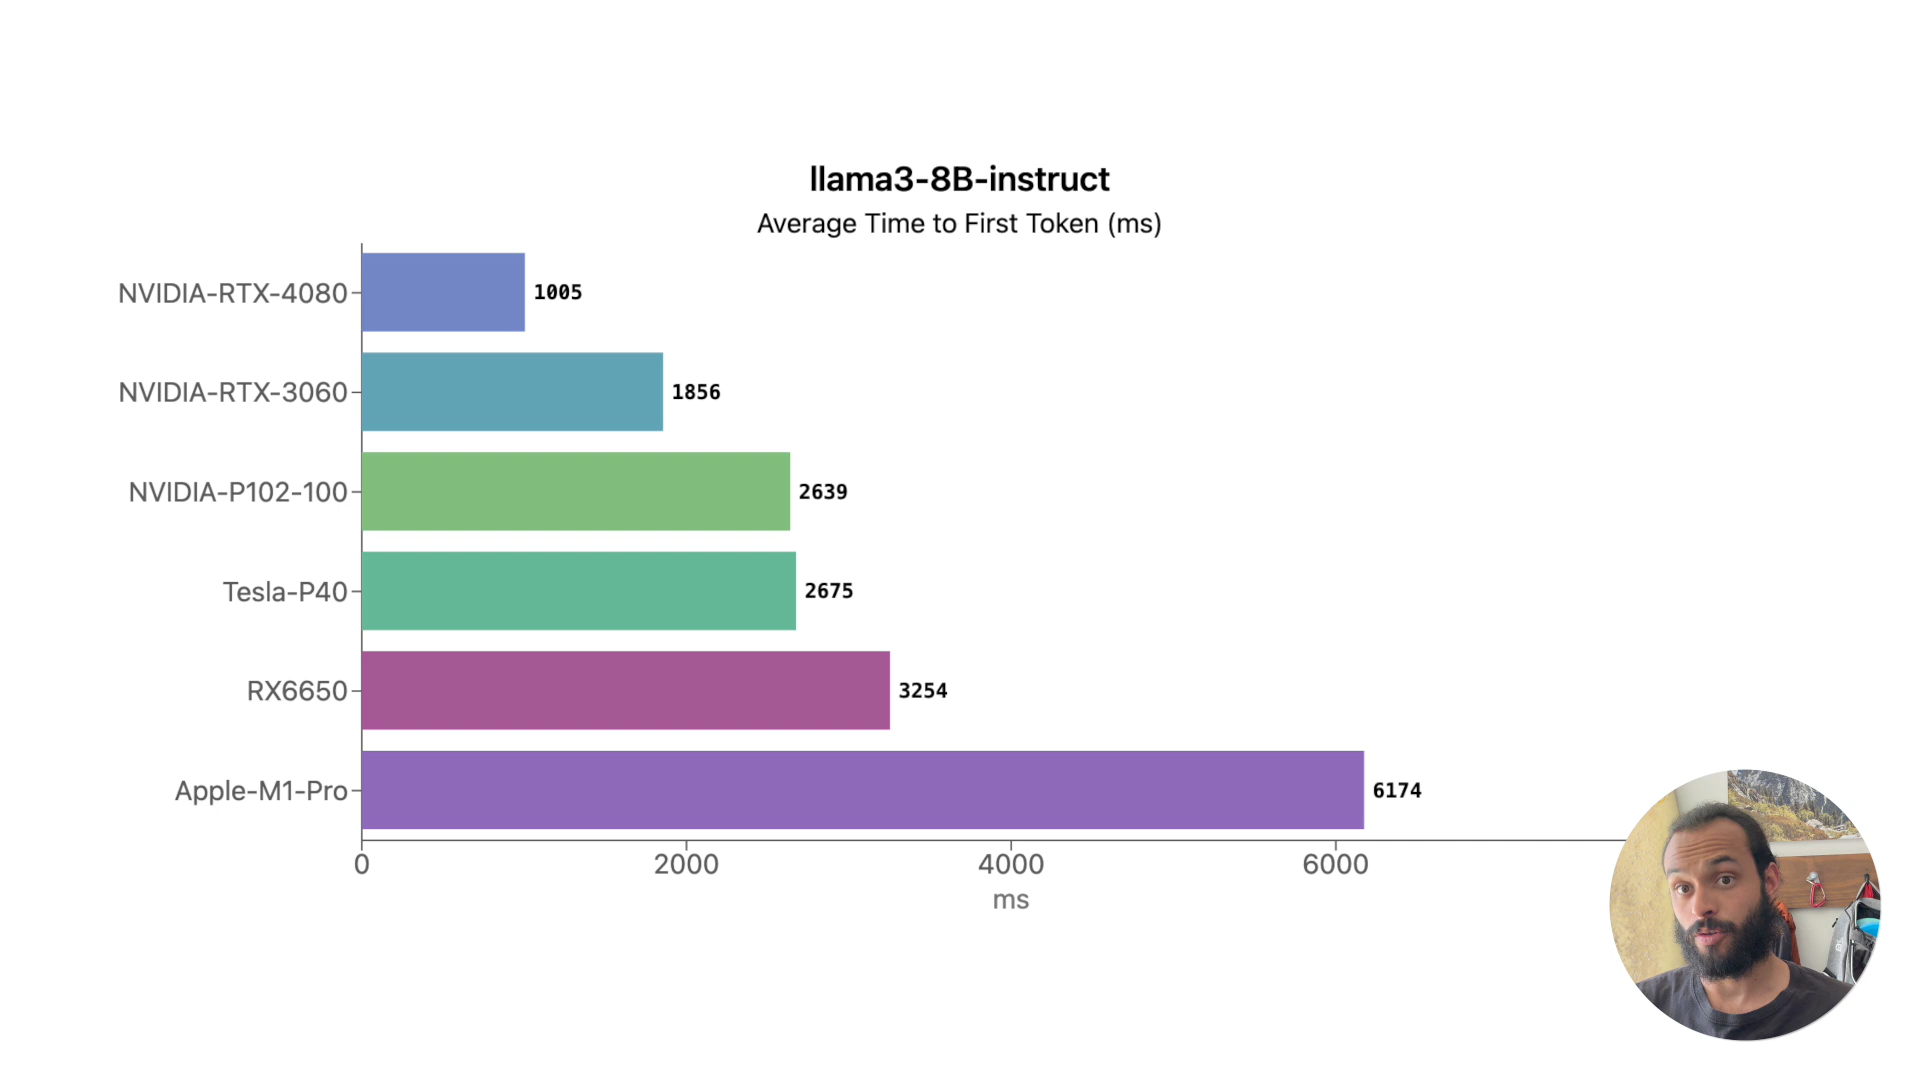 llama3-8B-instruct
Average Time to First Token (ms)
NVIDIA-RTX-4080
1005
NVIDIA-RTX-3060
1856
NVIDIA-P102-100
2639
Tesla-P40
2675
RX6650
3254
Apple-M1-Pro
6174
0 2000 4000 6000
ms